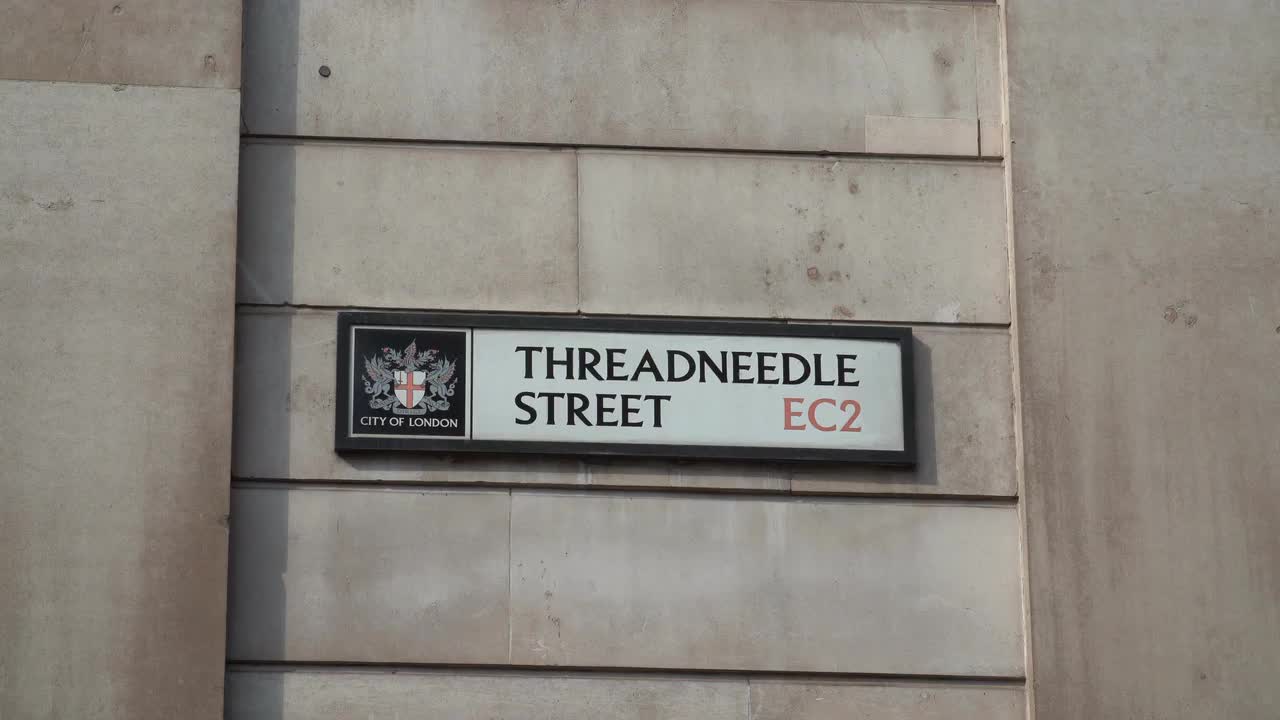 THREADNEEDLE
STREET EC2
CITY OF LONDON